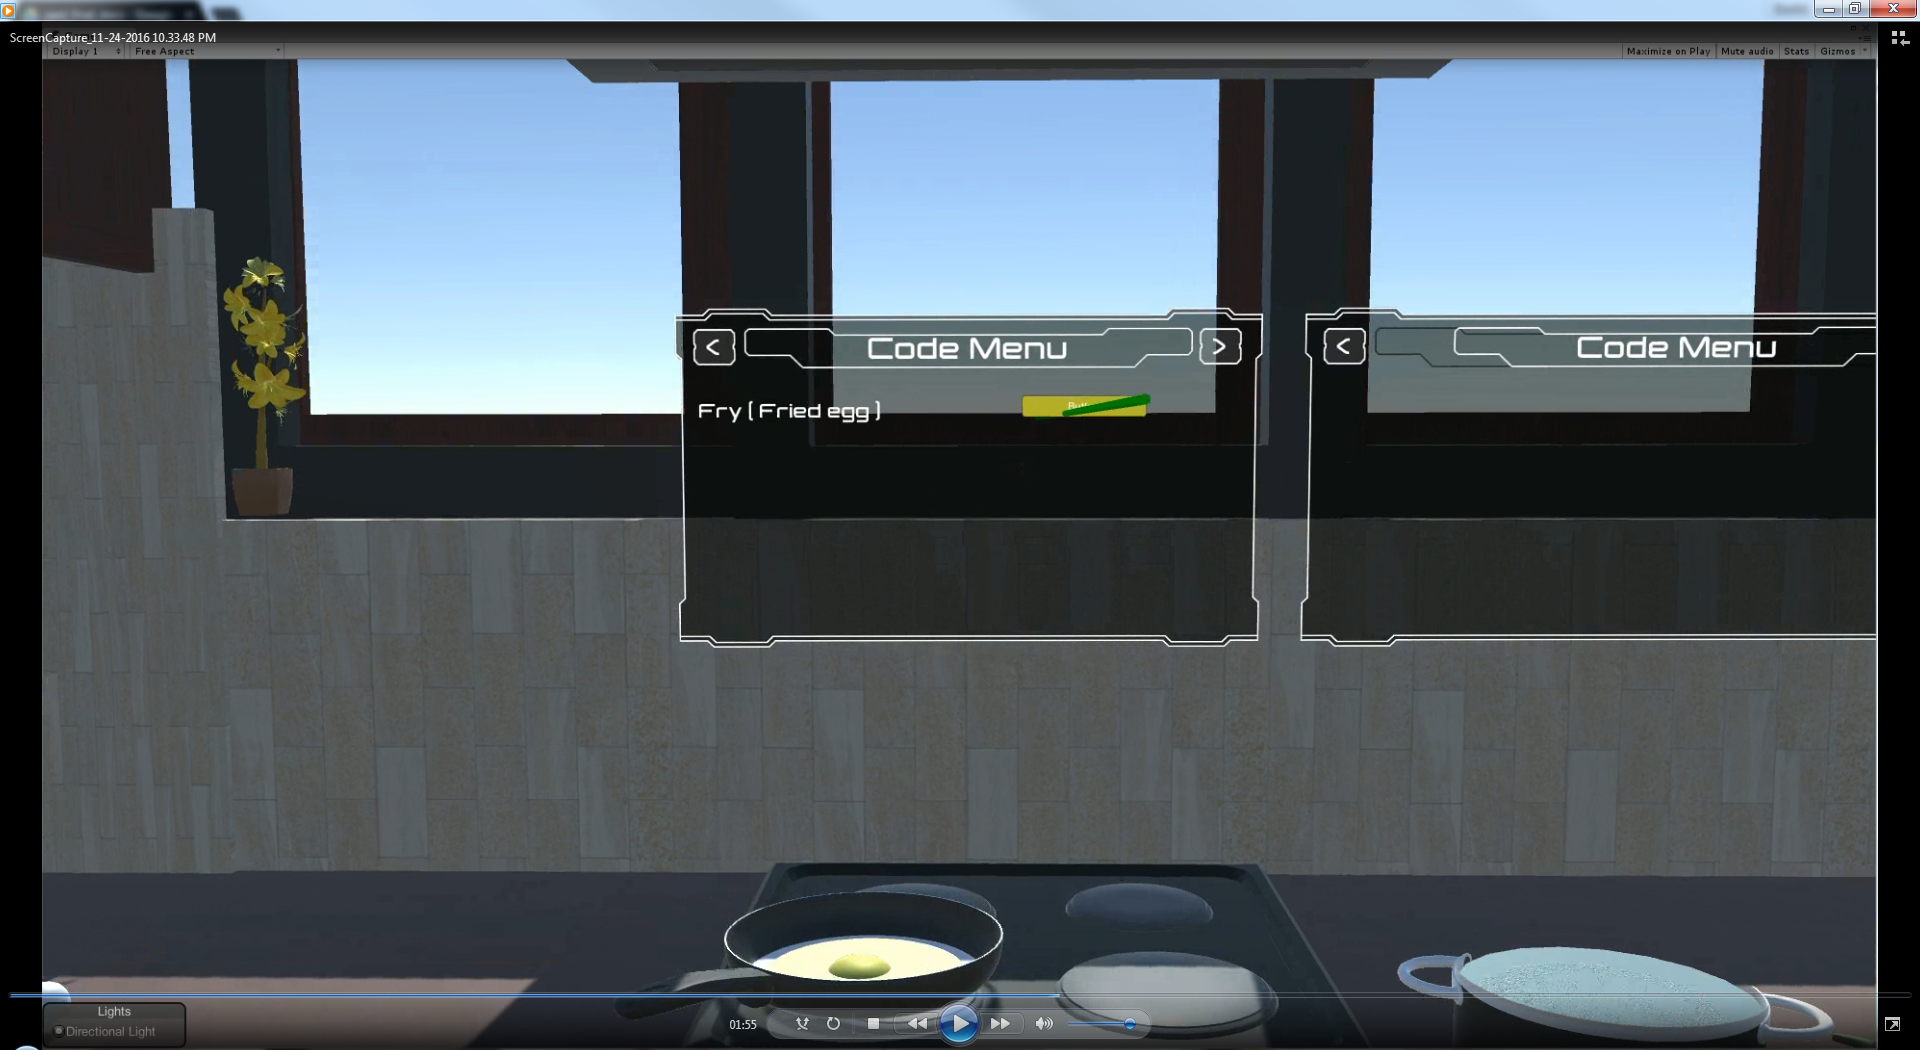 ScreenCapture_11-24-2016 10.33.48 PM
Display 1
Free Aspect
Maximize on Play
Mute audio
Stats
Gizmos
< Code Menu >
< Code Menu
Fry ( Fried egg )
Lights
Directional Light
01:55